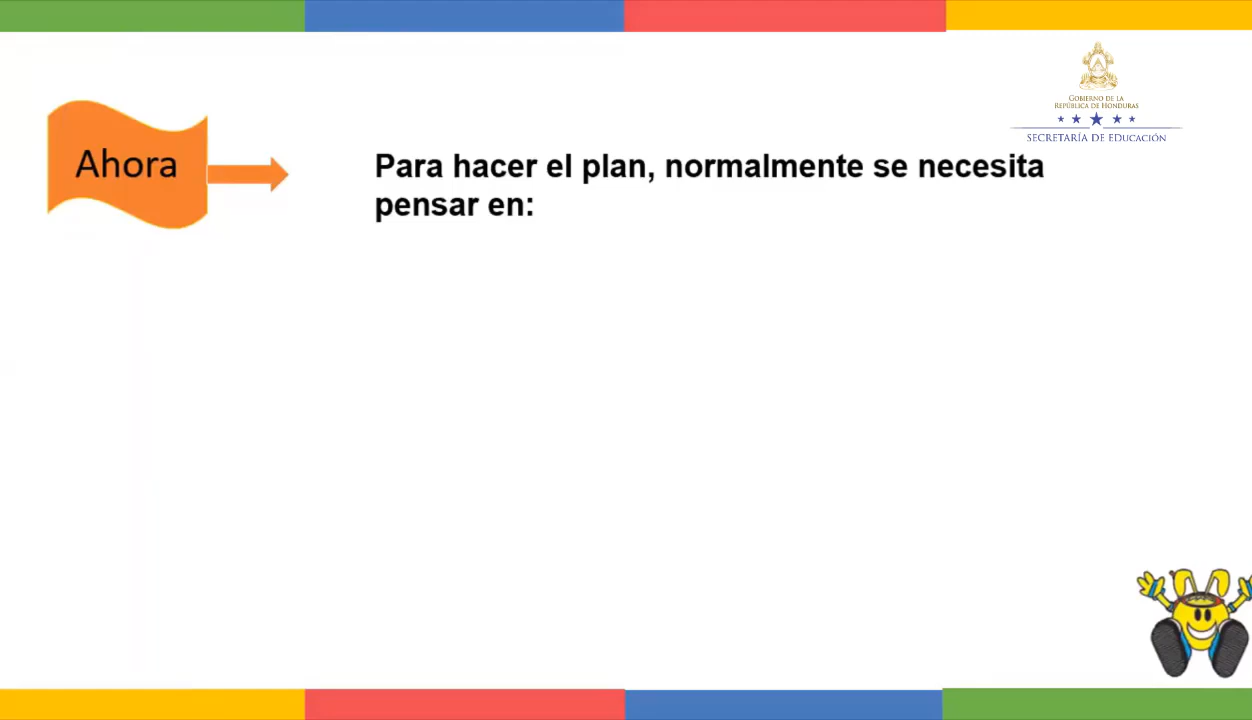 GOBIERNO DE LA
REPÚBLICA DE HONDURAS
SECRETARÍA DE EDUCACIÓN
Ahora
Para hacer el plan, normalmente se necesita
pensar en: